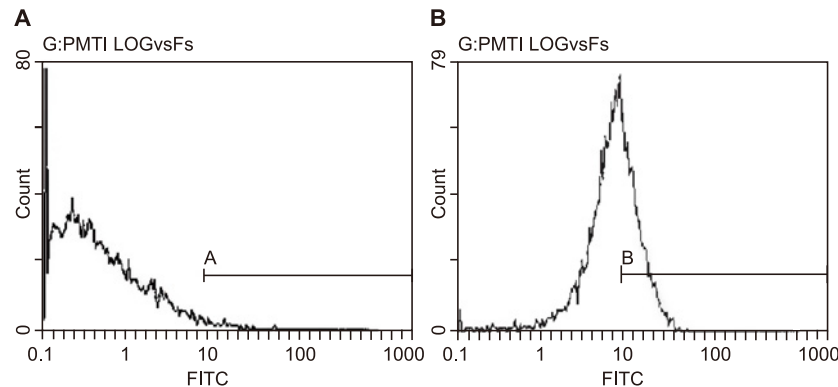 A
G:PMTI LOGvsFs
80
Count
0
A
0.1 1 10 100 1000
FITC
B
G:PMTI LOGvsFs
79
Count
0
B
0.1 1 10 100 1000
FITC